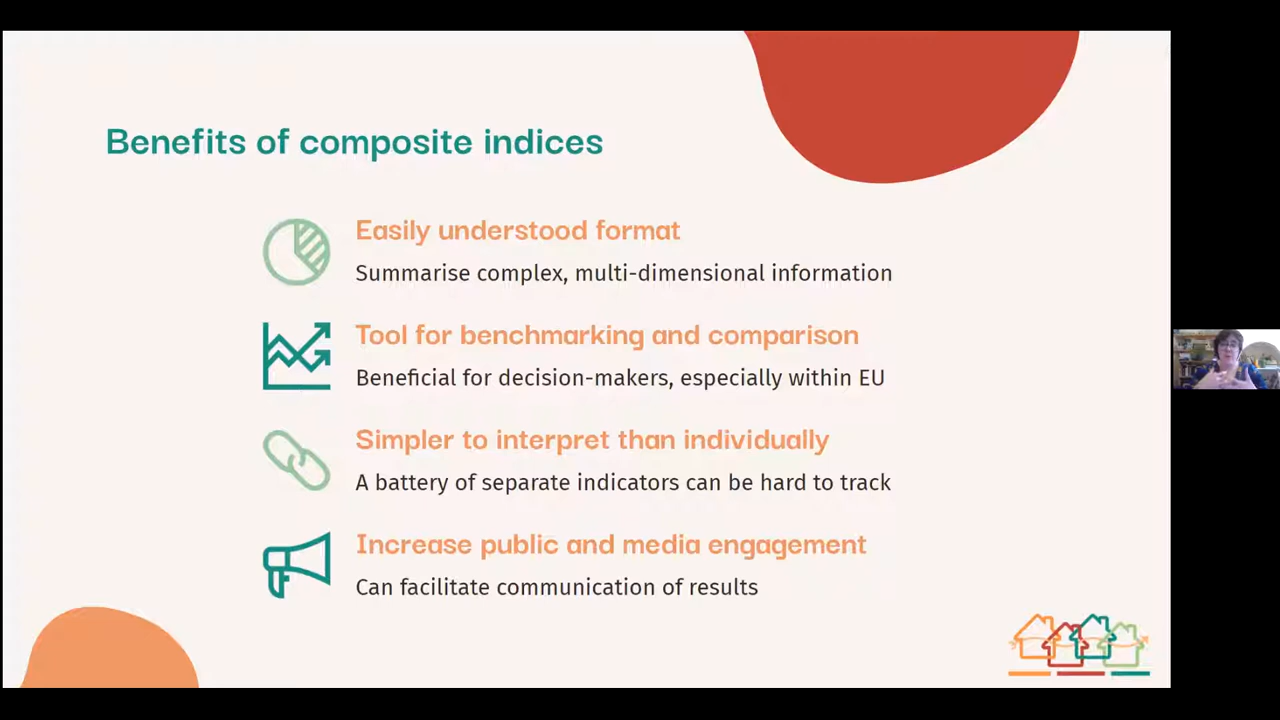 Benefits of composite indices
Easily understood format
Summarise complex, multi-dimensional information
Tool for benchmarking and comparison
Beneficial for decision-makers, especially within EU
Simpler to interpret than individually
A battery of separate indicators can be hard to track
Increase public and media engagement
Can facilitate communication of results